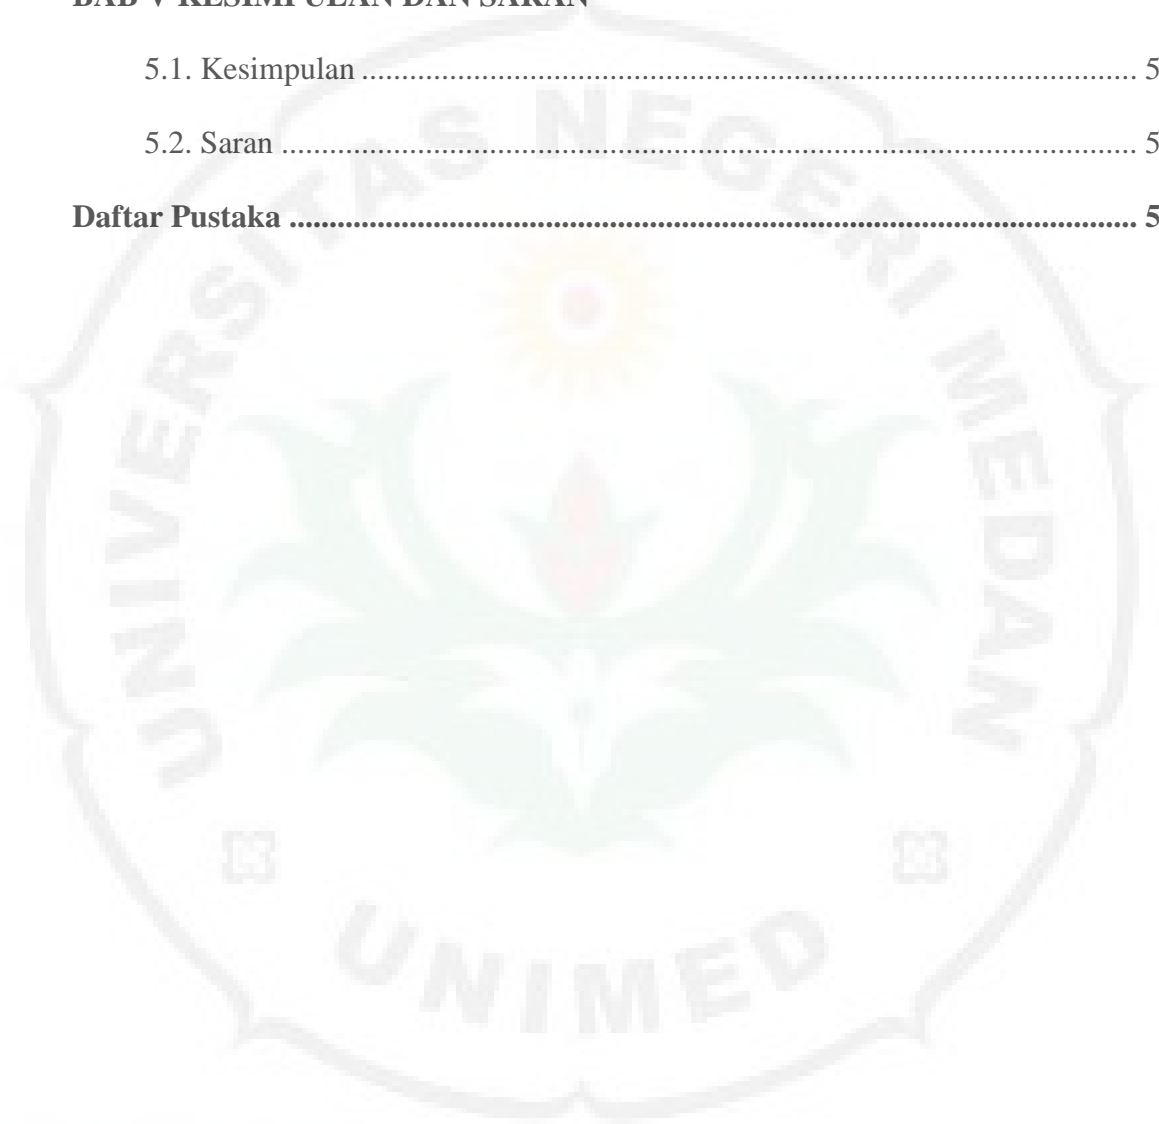 BAB V KESIMPULAN DAN SARAN
5.1. Kesimpulan ................................................................................................ 5
5.2. Saran .......................................................................................................... 5
Daftar Pustaka ......................................................................................................... 5
UNIVERSITAS NEGERI MEDAN
UNIMED